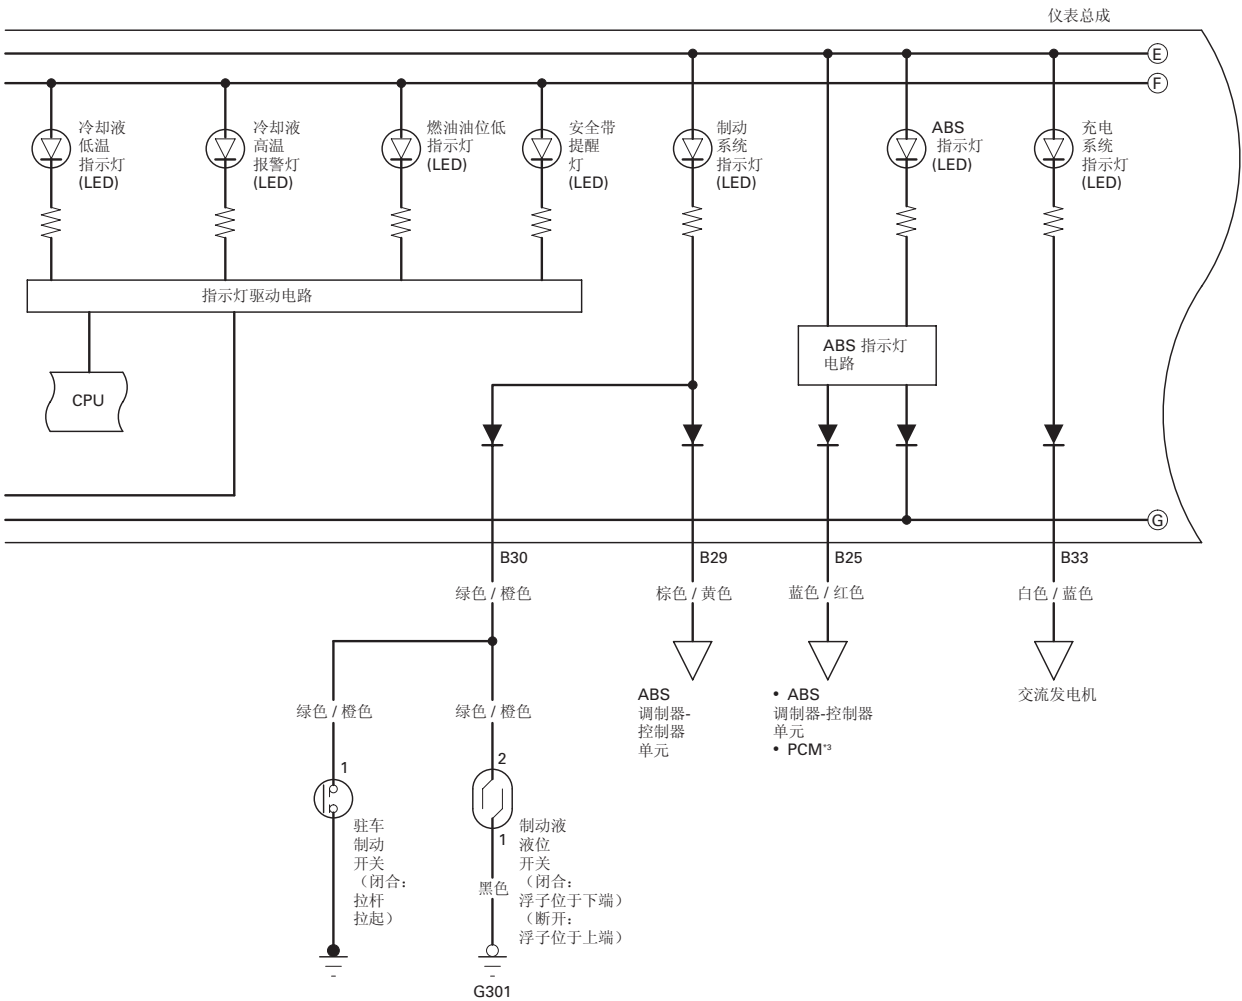 仪表总成
E
F
冷却液
低温
指示灯
(LED)
冷却液
高温
报警灯
(LED)
燃油油位低
指示灯
(LED)
安全带
提醒
灯
(LED)
制动
系统
指示灯
(LED)
ABS
指示灯
(LED)
充电
系统
指示灯
(LED)
指示灯驱动电路
ABS 指示灯
电路
CPU
G
B30
B29
B25
B33
绿色 / 橙色
棕色 / 黄色
蓝色 / 红色
白色 / 蓝色
ABS
调制器-
控制器
单元
• ABS
调制器-控制器
单元
• PCM*3
交流发电机
绿色 / 橙色
绿色 / 橙色
1
驻车
制动
开关
（闭合：
拉杆
拉起）
2
1
制动液
液位
开关
（闭合：
浮子位于下端）
（断开：
浮子位于上端）
黑色
G301